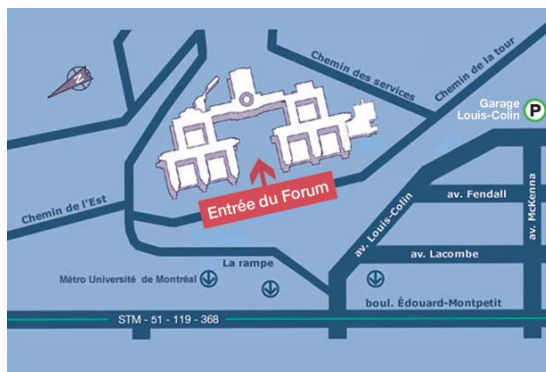 N
Chemin des services
Chemin de la tour
Garage
Louis-Colin
P
Chemin de l'Est
Entrée du Forum
av. Louis-Colin
av. Fendall
av. McKenna
La rampe
av. Lacombe
Métro Université de Montréal
boul. Édouard-Montpetit
STM - 51 - 119 - 368